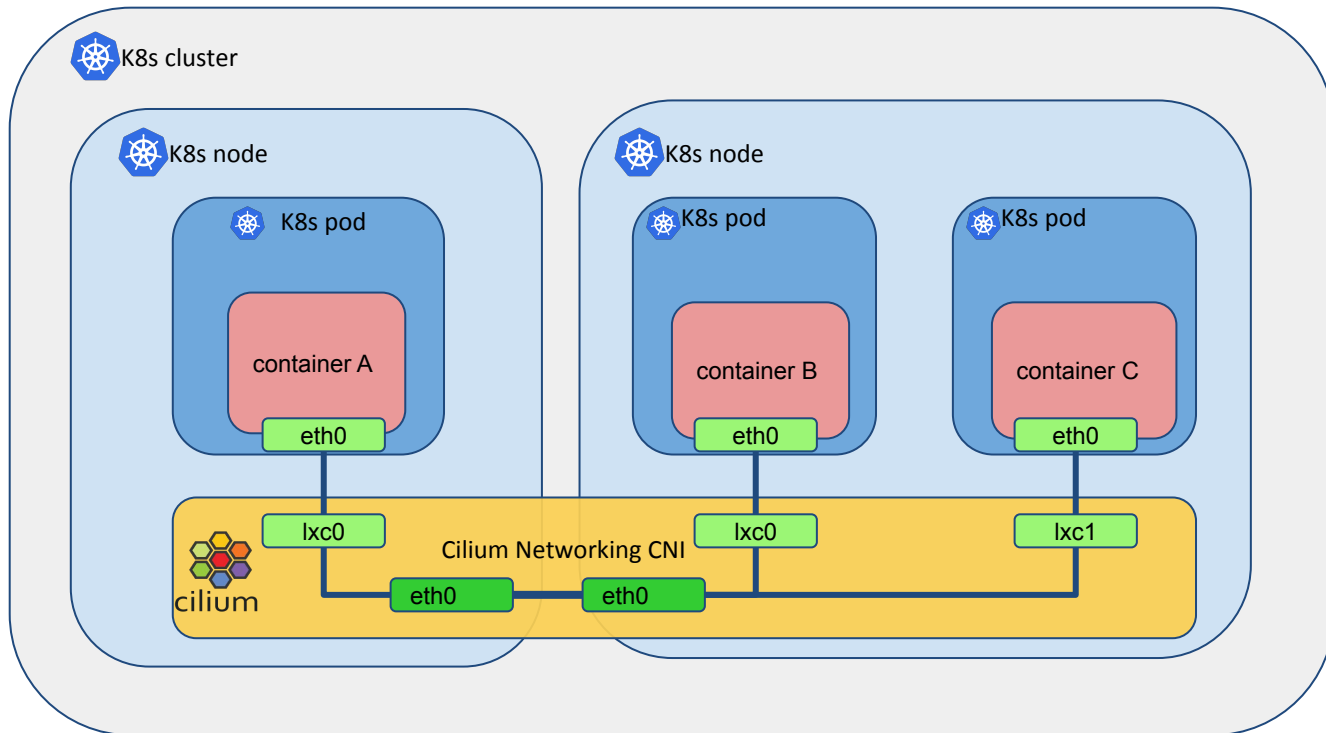 K8s cluster
K8s node
K8s node
K8s pod
K8s pod
K8s pod
container A
container B
container C
eth0
eth0
eth0
lxc0
lxc0
lxc1
Cilium Networking CNI
cilium
eth0
eth0